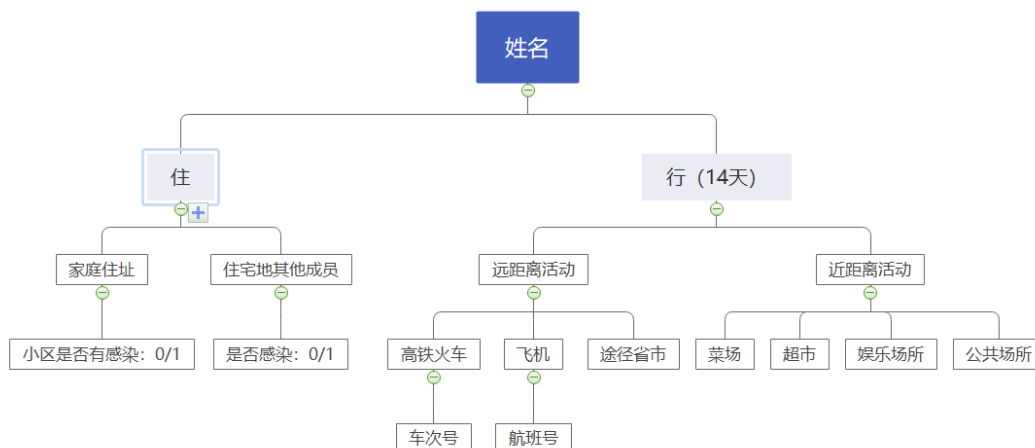 姓名
住
行（14天）
家庭住址
住宅地其他成员
远距离活动
近距离活动
小区是否有感染：0/1
是否感染：0/1
高铁火车
飞机
途径省市
菜场
超市
娱乐场所
公共场所
车次号
航班号